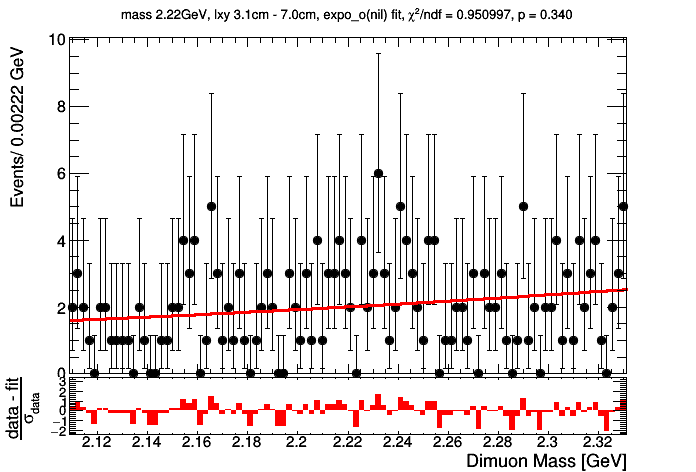 mass 2.22GeV, lxy 3.1cm - 7.0cm, expo_o(nil) fit, χ²/ndf = 0.950997, p = 0.340
Events/ 0.00222 GeV
10
8
6
4
2
0
data - fit
σdata
3
2
1
0
−1
−2
2.12 2.14 2.16 2.18 2.2 2.22 2.24 2.26 2.28 2.3 2.32
Dimuon Mass [GeV]